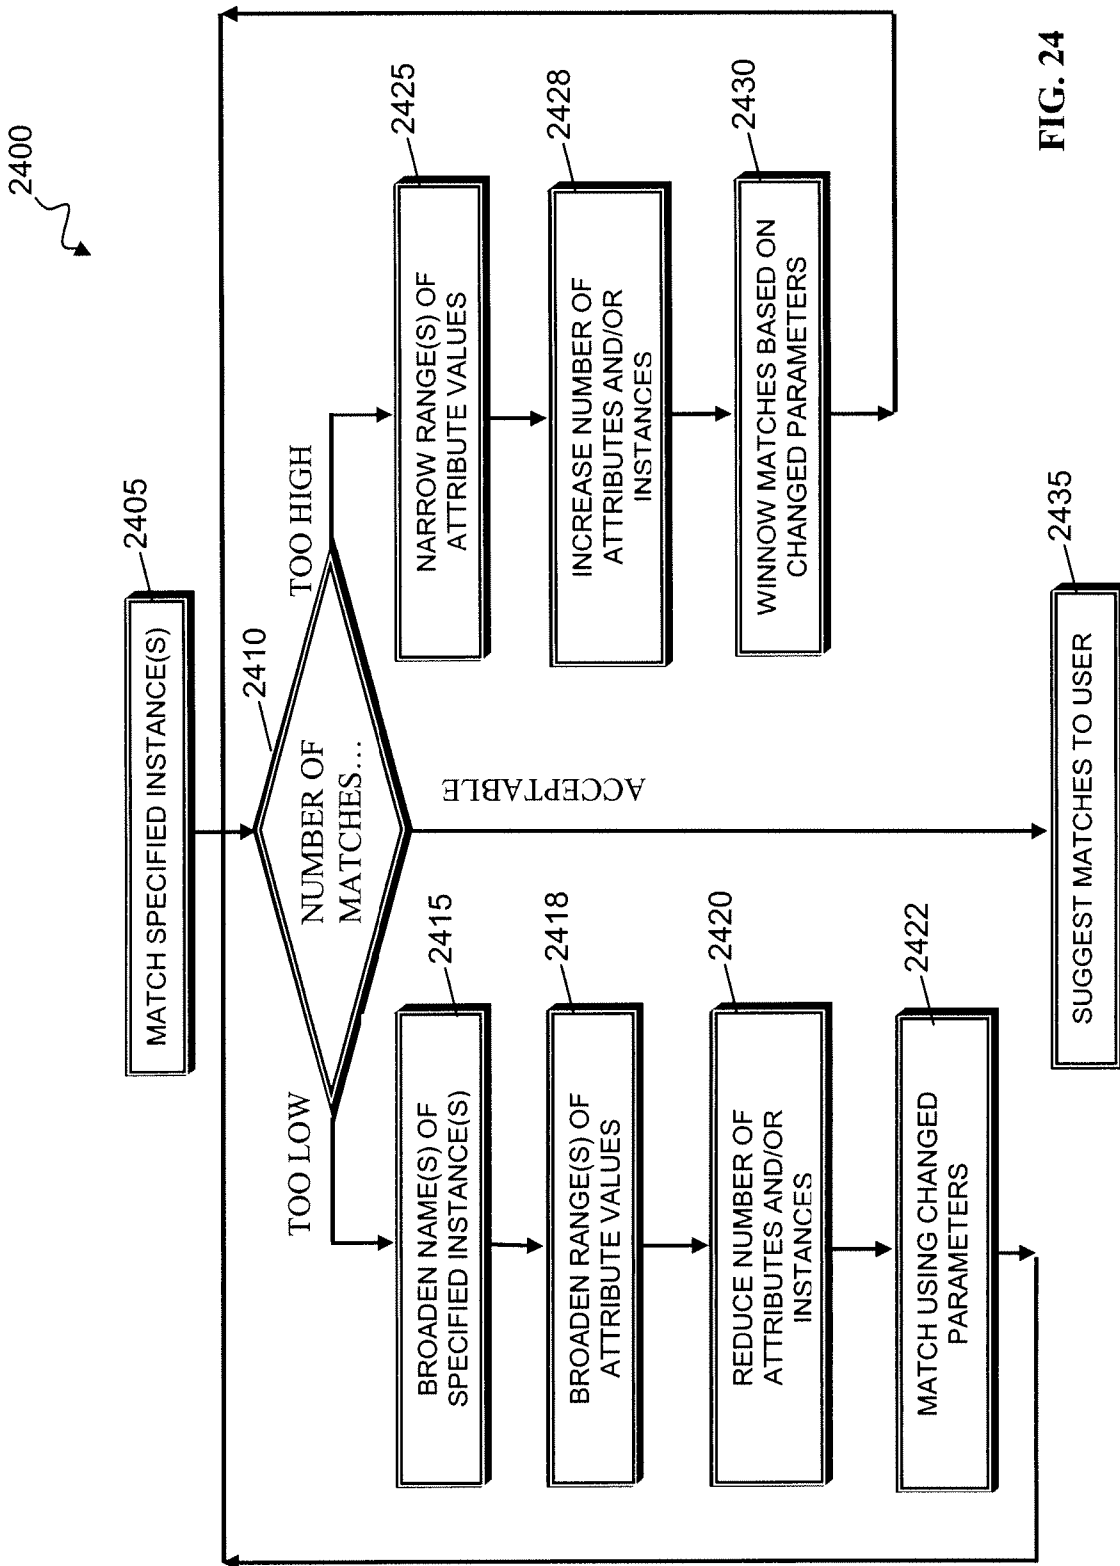 2400
MATCH SPECIFIED INSTANCE(S)
2405
NUMBER OF
MATCHES…
2410
TOO LOW
TOO HIGH
ACCEPTABLE
BROADEN NAME(S) OF
SPECIFIED INSTANCE(S)
2415
BROADEN RANGE(S) OF
ATTRIBUTE VALUES
2418
REDUCE NUMBER OF
ATTRIBUTES AND/OR
INSTANCES
2420
MATCH USING CHANGED
PARAMETERS
2422
NARROW RANGE(S) OF
ATTRIBUTE VALUES
2425
INCREASE NUMBER OF
ATTRIBUTES AND/OR
INSTANCES
2428
WINNOW MATCHES BASED ON
CHANGED PARAMETERS
2430
SUGGEST MATCHES TO USER
2435
FIG. 24